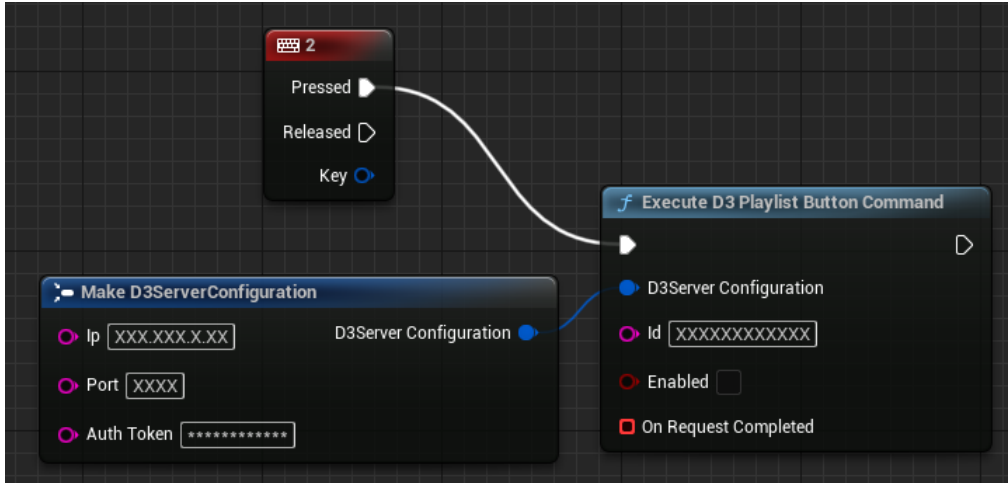 2
Pressed
Released
Key
Execute D3 Playlist Button Command
D3Server Configuration
Id XXXXXXXXXXXX
Enabled
On Request Completed
Make D3ServerConfiguration
Ip XXX.XXX.X.XX
D3Server Configuration
Port XXXX
Auth Token ************